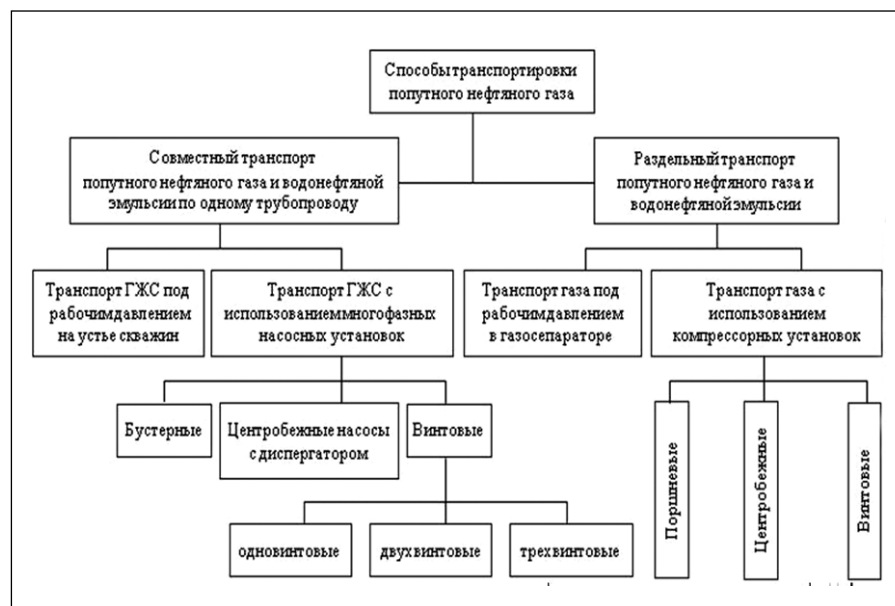 Способы транспортировки
попутного нефтяного газа
Совместный транспорт
попутного нефтяного газа и водонефтяной
эмульсии по одному трубопроводу
Раздельный транспорт
попутного нефтяного газа и
водонефтяной эмульсии
Транспорт ГЖС под
рабочим давлением
на устье скважин
Транспорт ГЖС с
использованием многофазных
насосных установок
Транспорт газа под
рабочим давлением
в газосепараторе
Транспорт газа с
использованием
компрессорных установок
Бустерные
Центробежные насосы
с диспергатором
Винтовые
Поршневые
Центробежные
Винтовые
одновинтовые
двухвинтовые
трехвинтовые